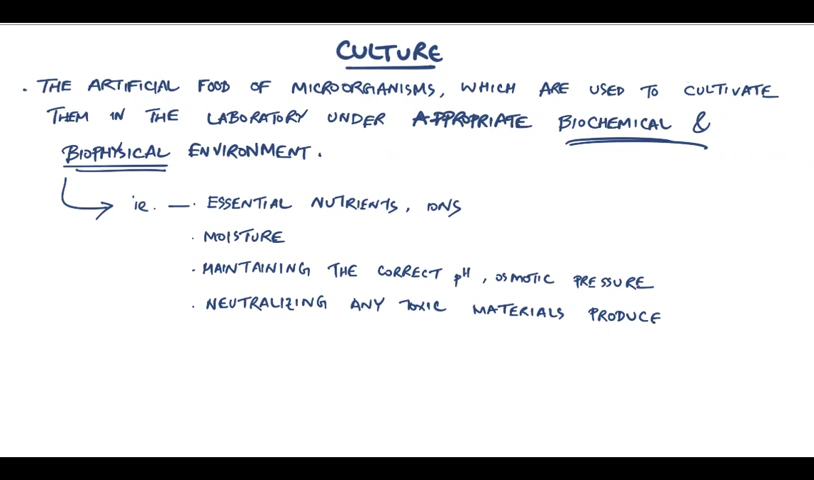 CULTURE
. THE ARTIFICIAL FOOD OF MICROORGANISMS, WHICH ARE USED TO CULTIVATE
THEM IN THE LABORATORY UNDER APPROPRIATE BIOCHEMICAL &
BIOPHYSICAL ENVIRONMENT.
ie. —. ESSENTIAL NUTRIENTS, IONS
. MOISTURE
. MAINTAINING THE CORRECT pH, OSMOTIC PRESSURE
. NEUTRALIZING ANY TOXIC MATERIALS PRODUCE